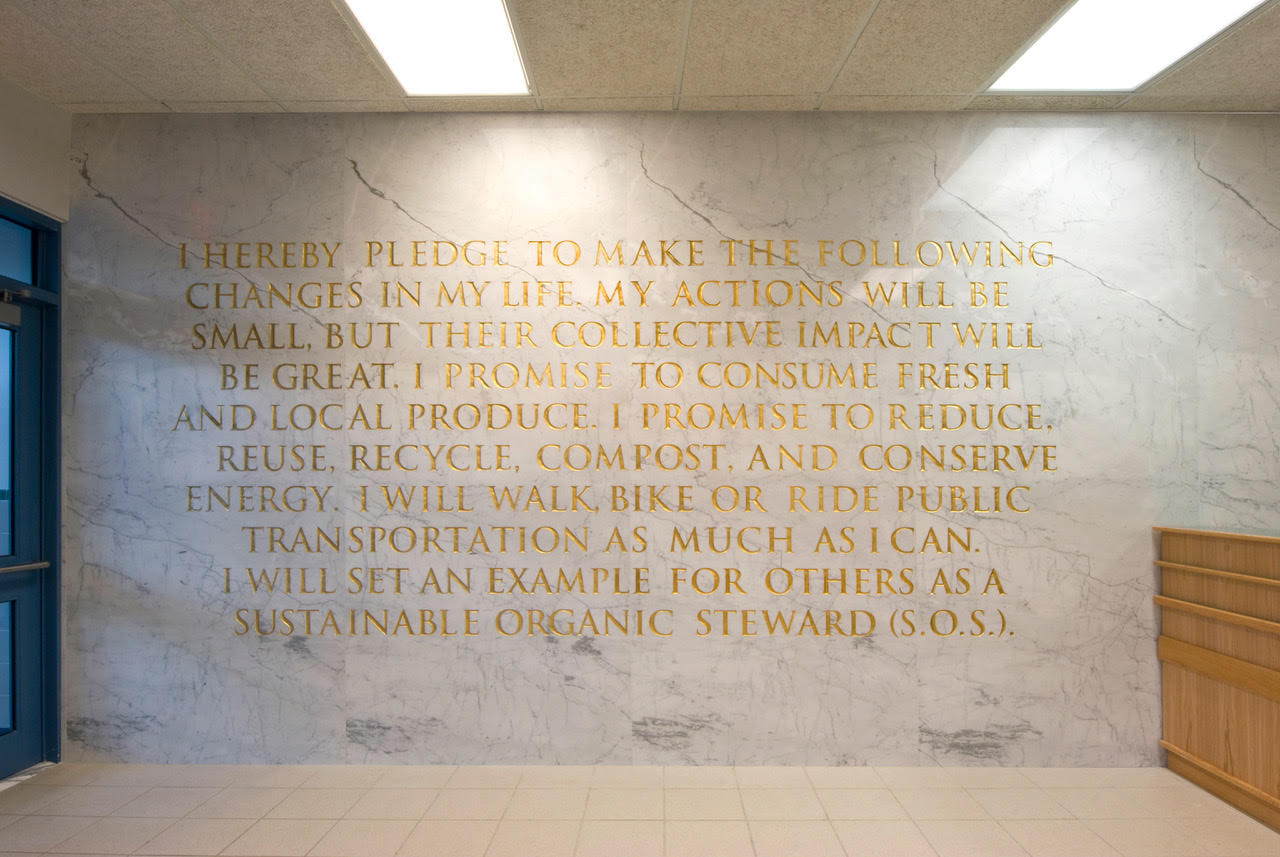 I HEREBY PLEDGE TO MAKE THE FOLLOWING
CHANGES IN MY LIFE. MY ACTIONS WILL BE
SMALL, BUT THEIR COLLECTIVE IMPACT WILL
BE GREAT. I PROMISE TO CONSUME FRESH
AND LOCAL PRODUCE. I PROMISE TO REDUCE,
REUSE, RECYCLE, COMPOST, AND CONSERVE
ENERGY. I WILL WALK, BIKE OR RIDE PUBLIC
TRANSPORTATION AS MUCH AS I CAN.
I WILL SET AN EXAMPLE FOR OTHERS AS A
SUSTAINABLE ORGANIC STEWARD (S.O.S.).